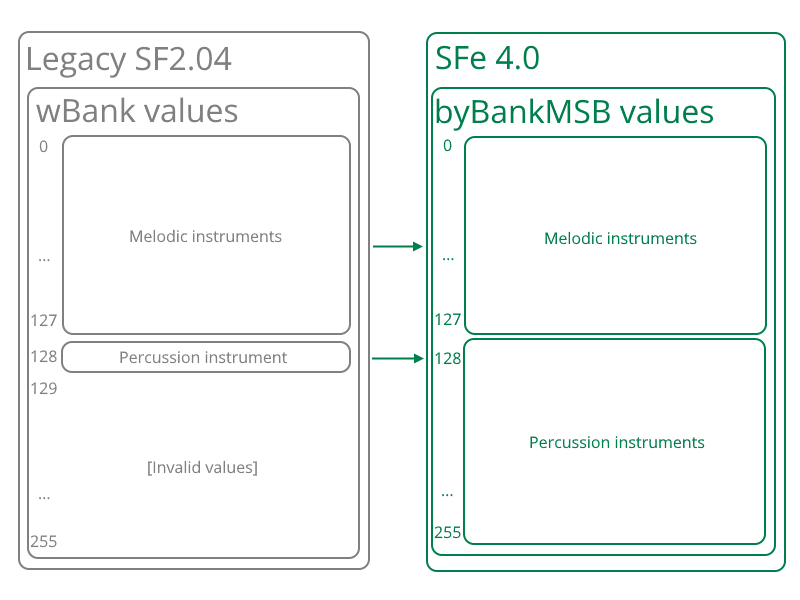 Legacy SF2.04
wBank values
0
Melodic instruments
...
127
128
Percussion instrument
129
[Invalid values]
...
255
SFe 4.0
byBankMSB values
0
Melodic instruments
...
127
128
Percussion instruments
...
255